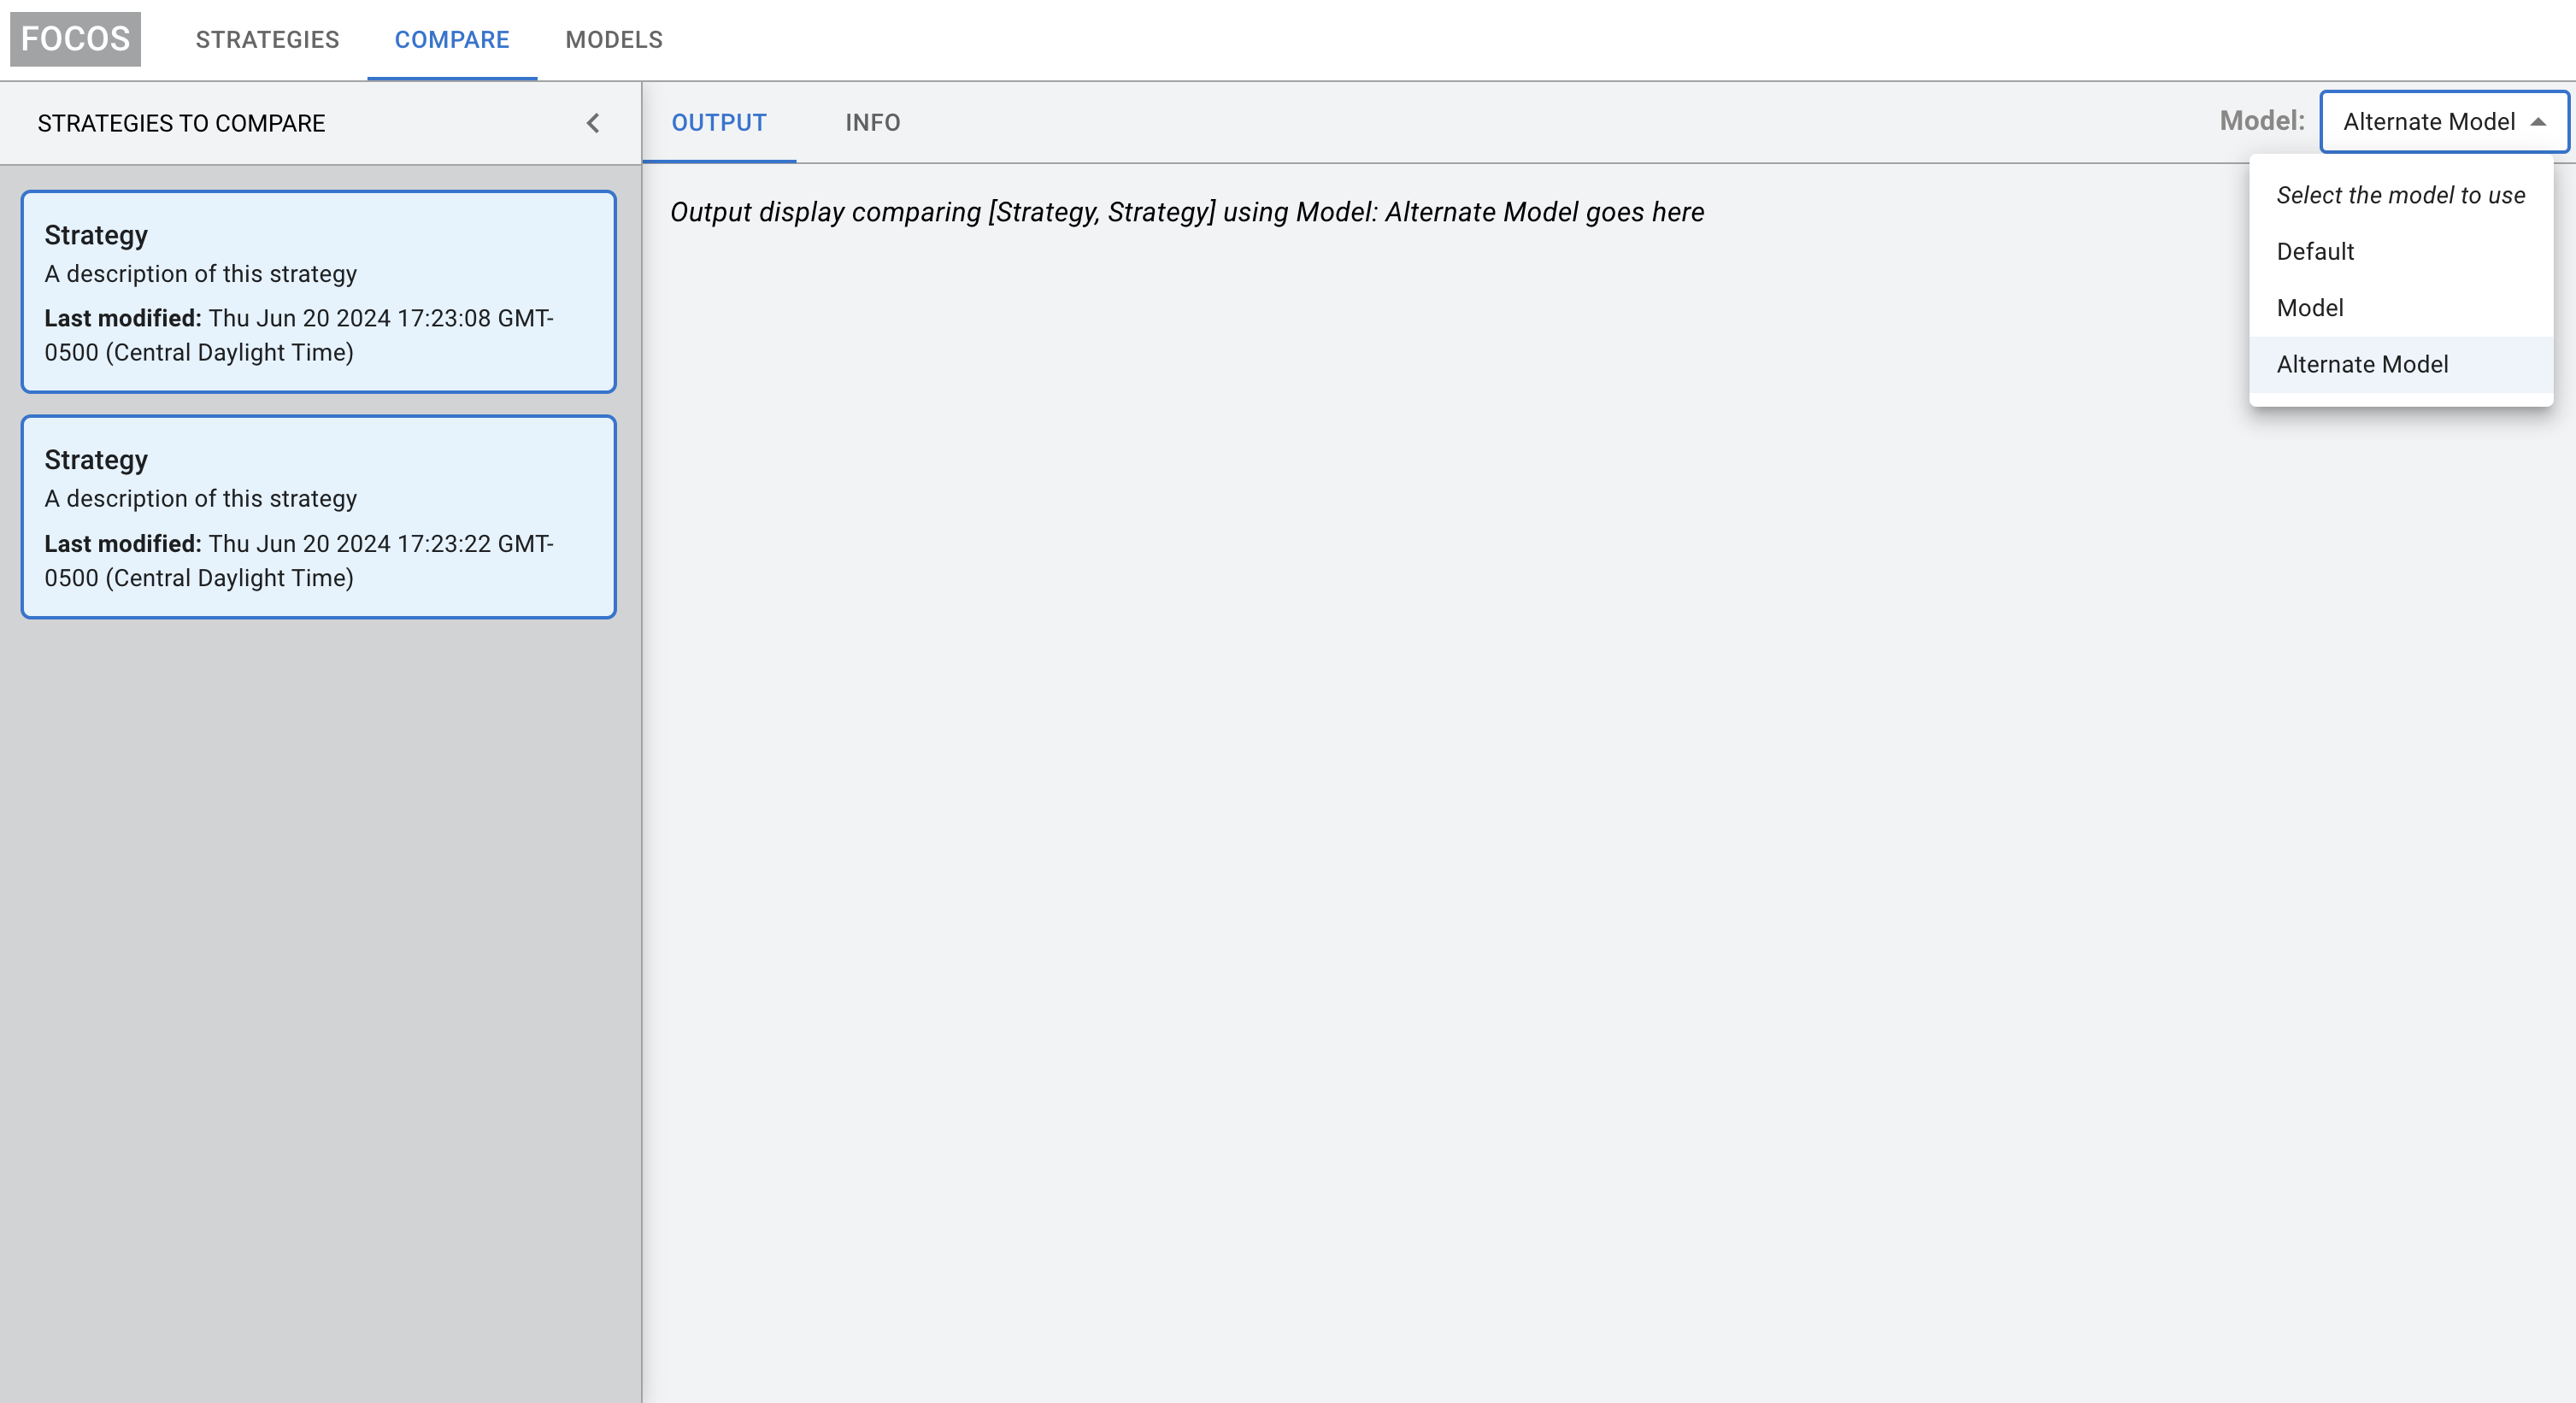 FOCOS
STRATEGIES
COMPARE
MODELS
STRATEGIES TO COMPARE
Strategy
A description of this strategy
Last modified: Thu Jun 20 2024 17:23:08 GMT-
0500 (Central Daylight Time)
Strategy
A description of this strategy
Last modified: Thu Jun 20 2024 17:23:22 GMT-
0500 (Central Daylight Time)
OUTPUT
INFO
Model:
Alternate Model
Select the model to use
Default
Model
Alternate Model
Output display comparing [Strategy, Strategy] using Model: Alternate Model goes here